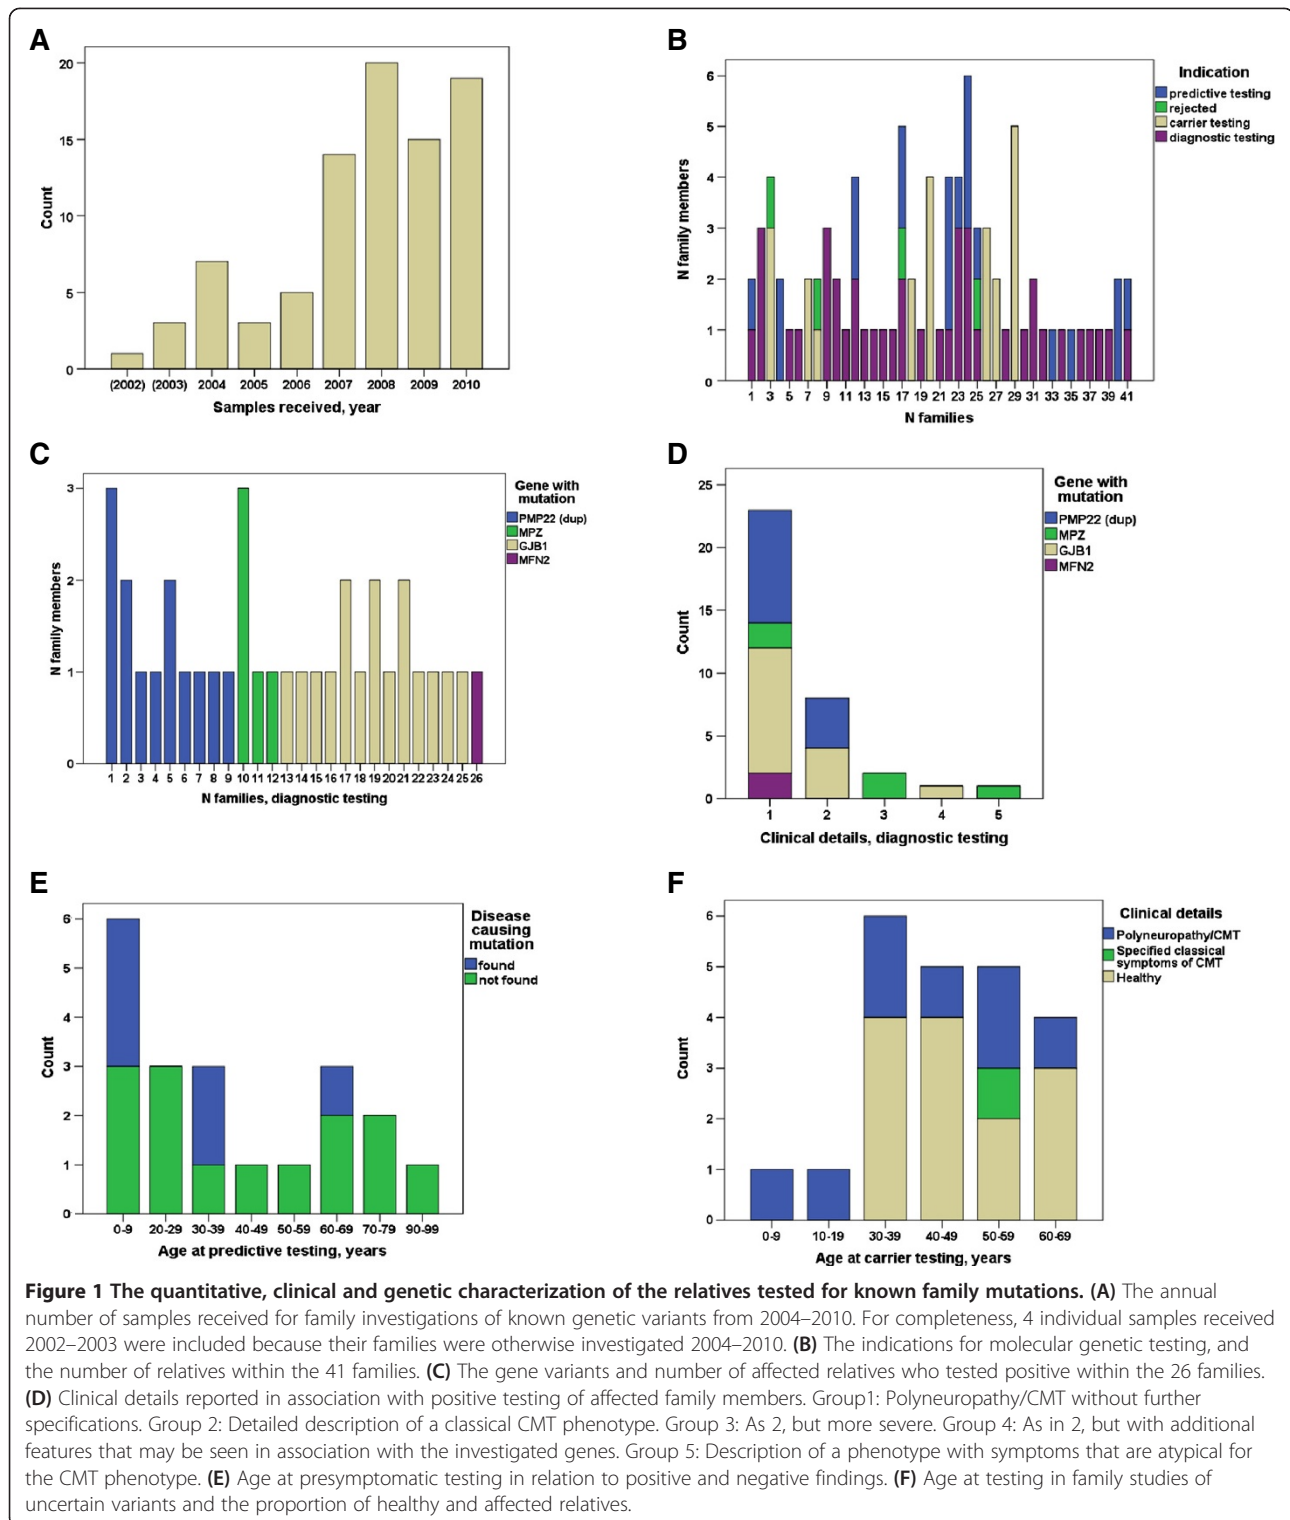 A
20
15
10
5
0
Count
(2002) (2003) 2004 2005 2006 2007 2008 2009 2010
Samples received, year
B
6
5
4
3
2
1
0
N family members
1 3 5 7 9 11 13 15 17 19 21 23 25 27 29 31 33 35 37 39 41
N families
Indication
predictive testing
rejected
carrier testing
diagnostic testing
C
3
2
1
0
N family members
1 2 3 4 5 6 7 8 9 10 11 12 13 14 15 16 17 18 19 20 21 22 23 24 25 26
N families, diagnostic testing
Gene with
mutation
PMP22 (dup)
MPZ
GJB1
MFN2
D
25
20
15
10
5
0
Count
1 2 3 4 5
Clinical details, diagnostic testing
Gene with
mutation
PMP22 (dup)
MPZ
GJB1
MFN2
E
6
5
4
3
2
1
0
Count
0-9 20-29 30-39 40-49 50-59 60-69 70-79 90-99
Age at predictive testing, years
Disease
causing
mutation
found
not found
F
6
5
4
3
2
1
0
Count
0-9 10-19 30-39 40-49 50-59 60-69
Age at carrier testing, years
Clinical details
Polyneuropathy/CMT
Specified classical
symptoms of CMT
Healthy
Figure 1 The quantitative, clinical and genetic characterization of the relatives tested for known family mutations. (A) The annual
number of samples received for family investigations of known genetic variants from 2004–2010. For completeness, 4 individual samples received
2002–2003 were included because their families were otherwise investigated 2004–2010. (B) The indications for molecular genetic testing, and
the number of relatives within the 41 families. (C) The gene variants and number of affected relatives who tested positive within the 26 families.
(D) Clinical details reported in association with positive testing of affected family members. Group1: Polyneuropathy/CMT without further
specifications. Group 2: Detailed description of a classical CMT phenotype. Group 3: As 2, but more severe. Group 4: As in 2, but with additional
features that may be seen in association with the investigated genes. Group 5: Description of a phenotype with symptoms that are atypical for
the CMT phenotype. (E) Age at presymptomatic testing in relation to positive and negative findings. (F) Age at testing in family studies of
uncertain variants and the proportion of healthy and affected relatives.